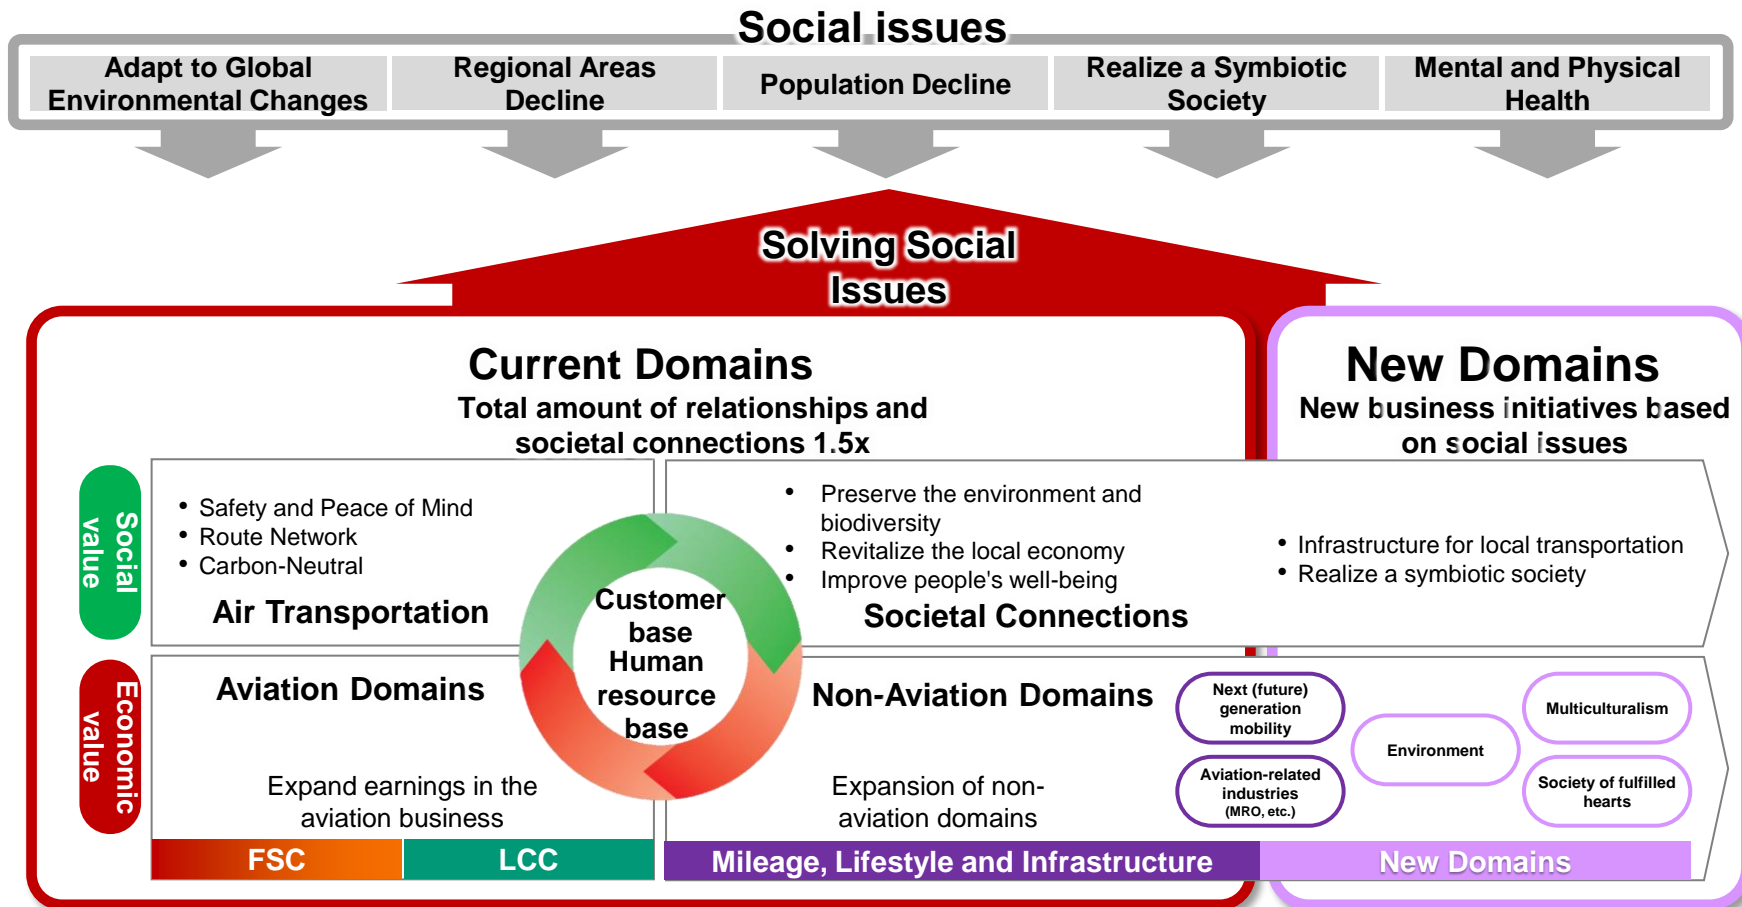 Social issues
Adapt to Global
Environmental Changes
Regional Areas
Decline
Population Decline
Realize a Symbiotic
Society
Mental and Physical
Health
Solving Social
Issues
Current Domains
Total amount of relationships and
societal connections 1.5x
New Domains
New business initiatives based
on social issues
Social
value
• Safety and Peace of Mind
• Route Network
• Carbon-Neutral
Air Transportation
• Preserve the environment and
biodiversity
• Revitalize the local economy
• Improve people's well-being
Societal Connections
• Infrastructure for local transportation
• Realize a symbiotic society
Customer
base
Human
resource
base
Economic
value
Aviation Domains
Expand earnings in the
aviation business
Non-Aviation Domains
Expansion of non-
aviation domains
Next (future)
generation
mobility
Aviation-related
industries
(MRO, etc.)
Environment
Multiculturalism
Society of fulfilled
hearts
FSC
LCC
Mileage, Lifestyle and Infrastructure
New Domains